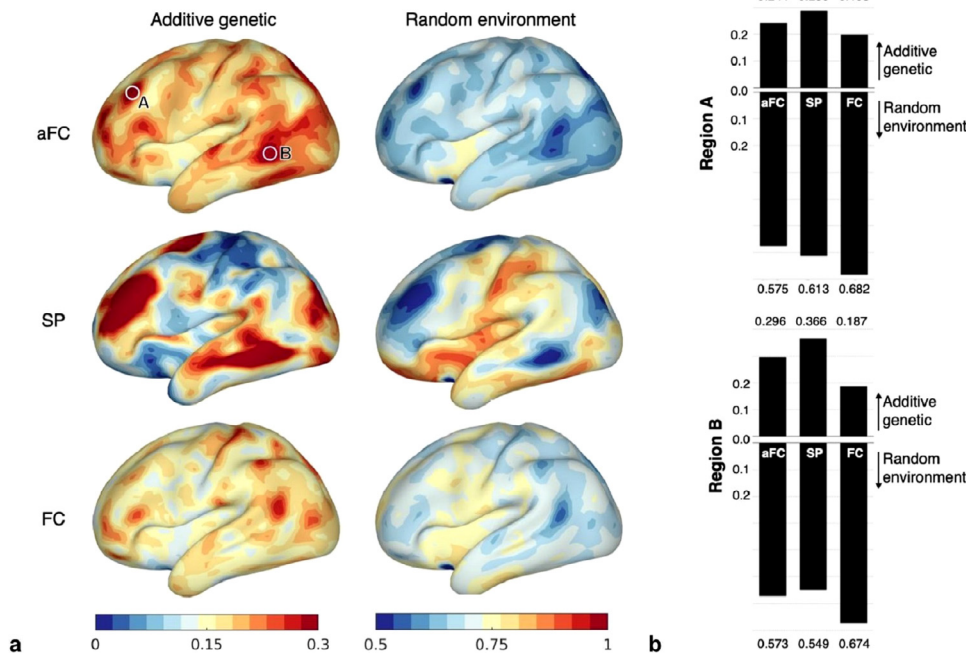 Additive genetic
Random environment
aFC
A
B
SP
FC
0 0.15 0.3
0.5 0.75 1
a
Region A
0.2
0.1
0.0
0.1
0.2
Additive
genetic
Random
environment
aFC SP FC
0.575 0.613 0.682
Region B
0.296 0.366 0.187
0.2
0.1
0.0
0.1
0.2
Additive
genetic
Random
environment
aFC SP FC
0.573 0.549 0.674
b